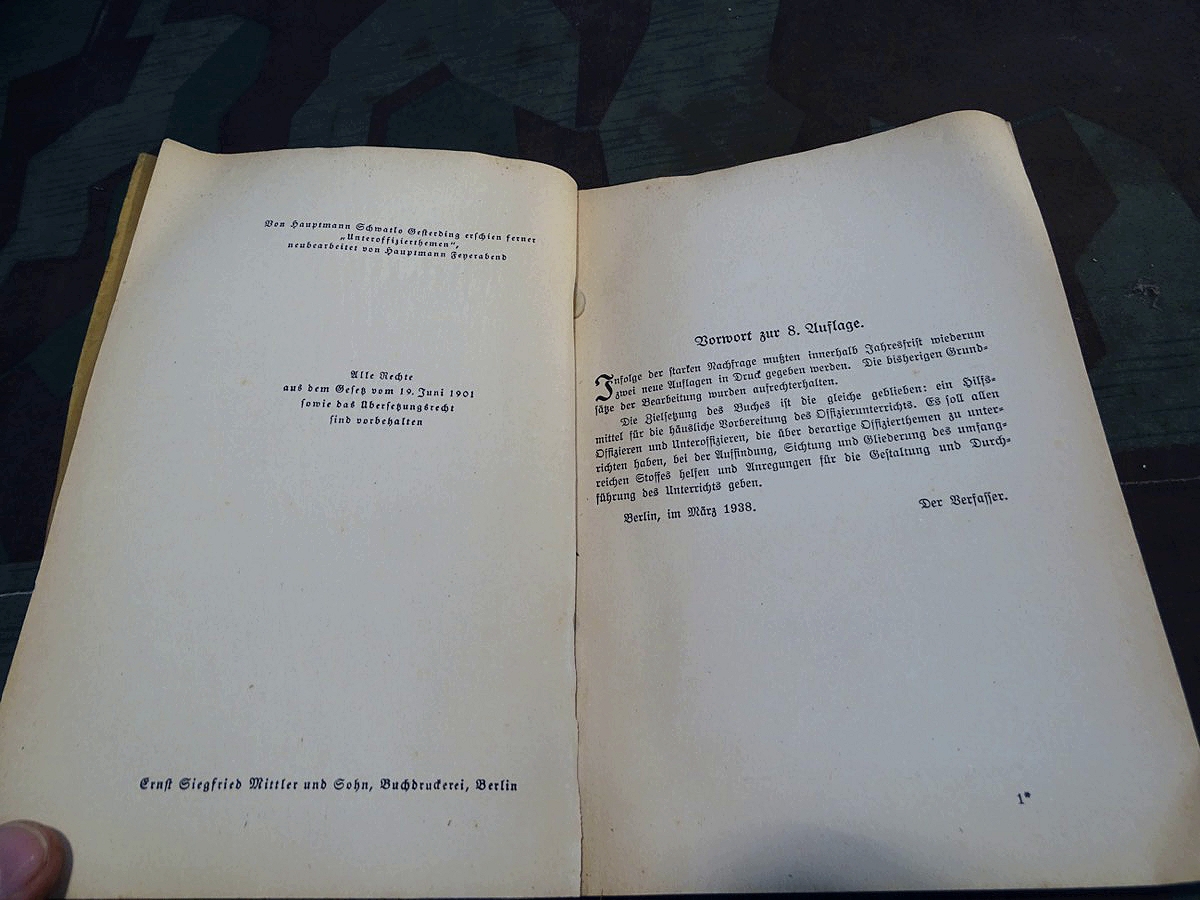 Von Hauptmann Schwatlo Gesterding erschien ferner
„Unteroffizierthemen“,
neubearbeitet von Hauptmann Feyerabend
Alle Rechte
aus dem Gesetz vom 19. Juni 1901
sowie das Übersetzungsrecht
sind vorbehalten
Ernst Siegfried Mittler und Sohn, Buchdruckerei, Berlin
Vorwort zur 8. Auflage.
Infolge der starken Nachfrage mußten innerhalb Jahresfrist wiederum
zwei neue Auflagen in Druck gegeben werden. Die bisherigen Grund-
sätze der Bearbeitung wurden aufrechterhalten.
Die Zielsetzung des Buches ist die gleiche geblieben: ein Hilfs-
mittel für die häusliche Vorbereitung des Offizierunterrichts. Es soll allen
Offizieren und Unteroffizieren, die über derartige Offizierthemen zu unter-
richten haben, bei der Auffindung, Sichtung und Gliederung des umfang-
reichen Stoffes helfen und Anregungen für die Gestaltung und Durch-
führung des Unterrichts geben.
Berlin, im März 1938. Der Verfasser.
1*